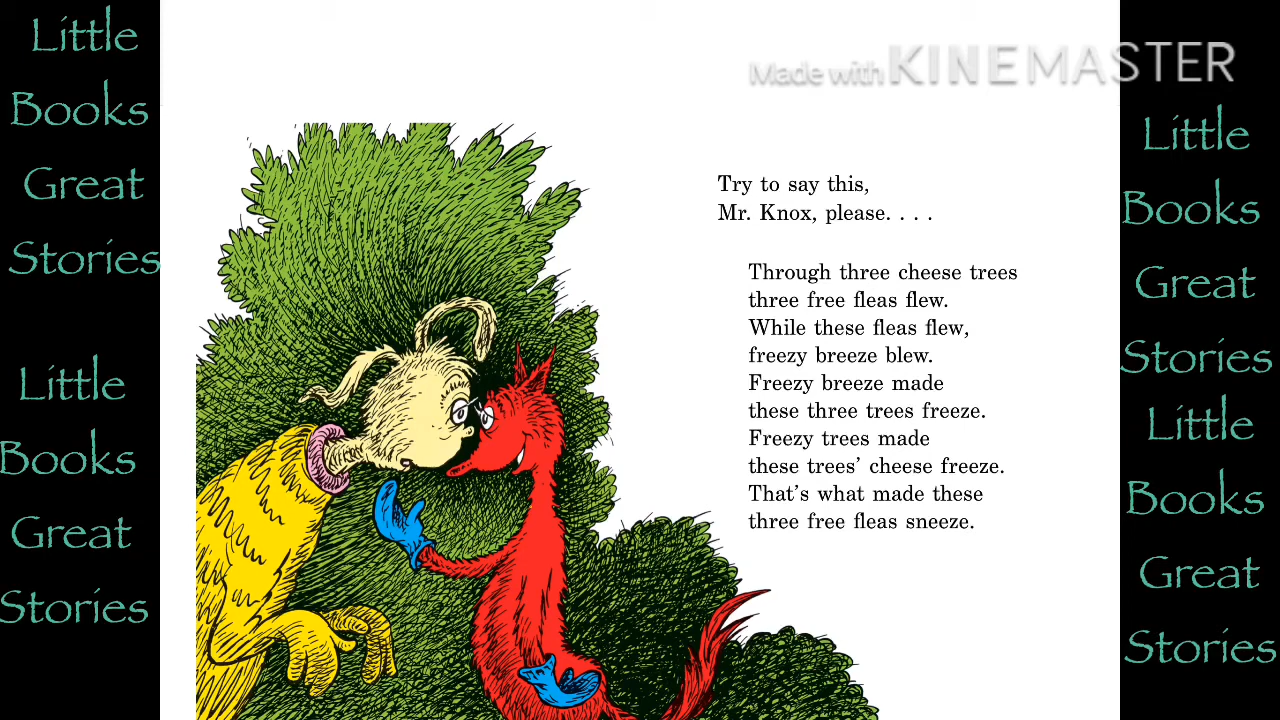 Little
Books
Great
Stories
Little
Books
Great
Stories
Made with KINEMASTER
Try to say this,
Mr. Knox, please. . . .
Through three cheese trees
three free fleas flew.
While these fleas flew,
freezy breeze blew.
Freezy breeze made
these three trees freeze.
Freezy trees made
these trees’ cheese freeze.
That’s what made these
three free fleas sneeze.
Little
Books
Great
Stories
Little
Books
Great
Stories